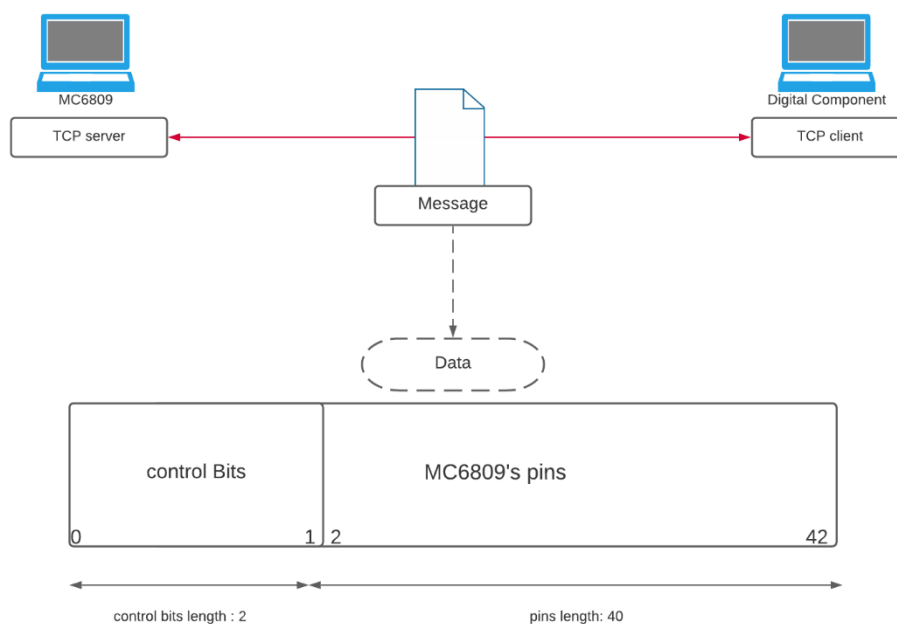 MC6809
Digital Component
TCP server
TCP client
Message
Data
control Bits
MC6809's pins
0
1
2
42
control bits length : 2
pins length: 40